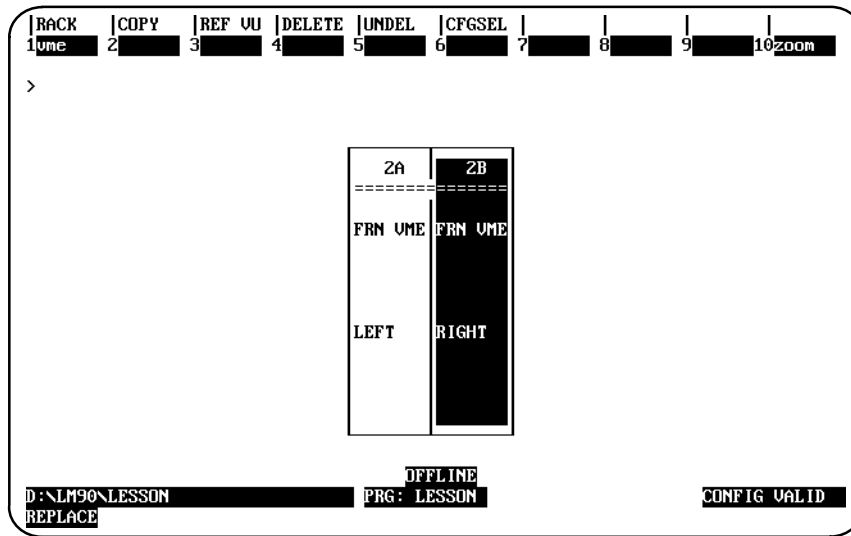 |RACK |COPY |REF VU |DELETE |UNDEL |CFGSEL | | | |
1vme 2 3 4 5 6 7 8 9 10zoom
>
2A 2B
================
FRN VME FRN VME
LEFT RIGHT
OFFLINE
D:\LM90\LESSON PRG: LESSON CONFIG VALID
REPLACE